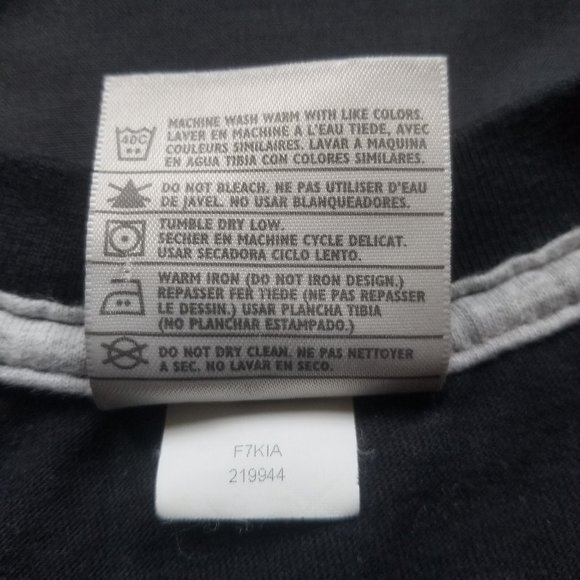 40C
MACHINE WASH WARM WITH LIKE COLORS.
LAVER EN MACHINE A L'EAU TIEDE, AVEC
COULEURS SIMILAIRES. LAVAR A MAQUINA
EN AGUA TIBIA CON COLORES SIMILARES.
DO NOT BLEACH. NE PAS UTILISER D'EAU
DE JAVEL. NO USAR BLANQUEADORES.
TUMBLE DRY LOW.
SECHER EN MACHINE CYCLE DELICAT.
USAR SECADORA CICLO LENTO.
WARM IRON (DO NOT IRON DESIGN.)
REPASSER FER TIEDE (NE PAS REPASSER
LE DESSIN.) USAR PLANCHA TIBIA
(NO PLANCHAR ESTAMPADO.)
DO NOT DRY CLEAN. NE PAS NETTOYER
A SEC. NO LAVAR EN SECO.
F7KIA
219944